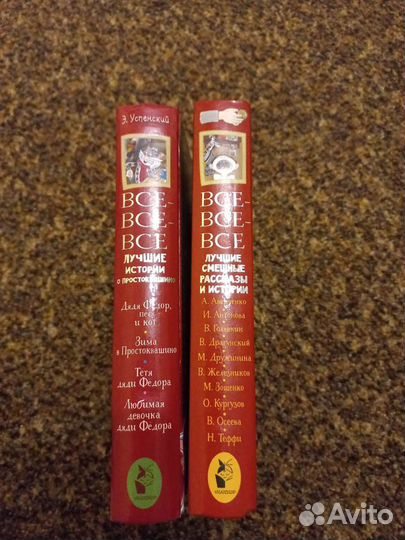 Э. Успенский
ВСЕ-
ВСЕ-
ВСЕ
ЛУЧШИЕ
ИСТОРИИ
О ПРОСТОКВАШИНО
Дядя Фёдор,
пёс
и кот
Зима
в Простоквашино
Тётя
дяди Фёдора
Любимая
девочка
дяди Фёдора
ВСЕ-
ВСЕ-
ВСЕ
ЛУЧШИЕ
СМЕШНЫЕ
РАССКАЗЫ
И ИСТОРИИ
А.
И. Антонова
В. Голявкин
В. Драгунский
М. Дружинина
В. Железников
М. Зощенко
О. Кургузов
В. Осеева
Н. Тэффи
Avito